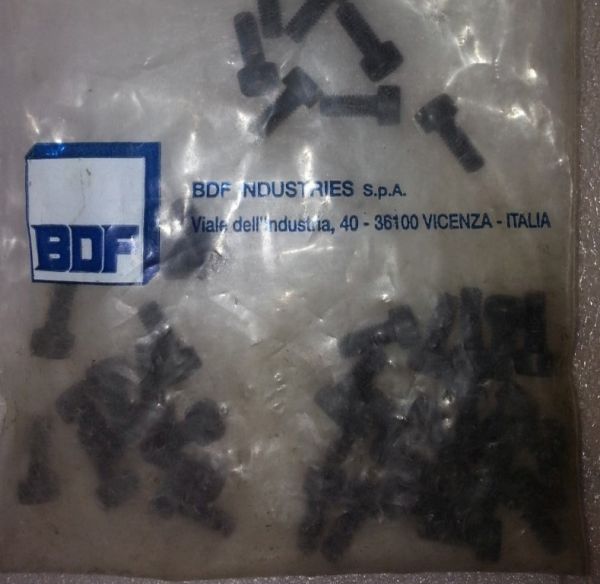 BDF INDUSTRIES S.p.A.
Viale dell'Industria, 40 - 36100 VICENZA - ITALIA
BDF